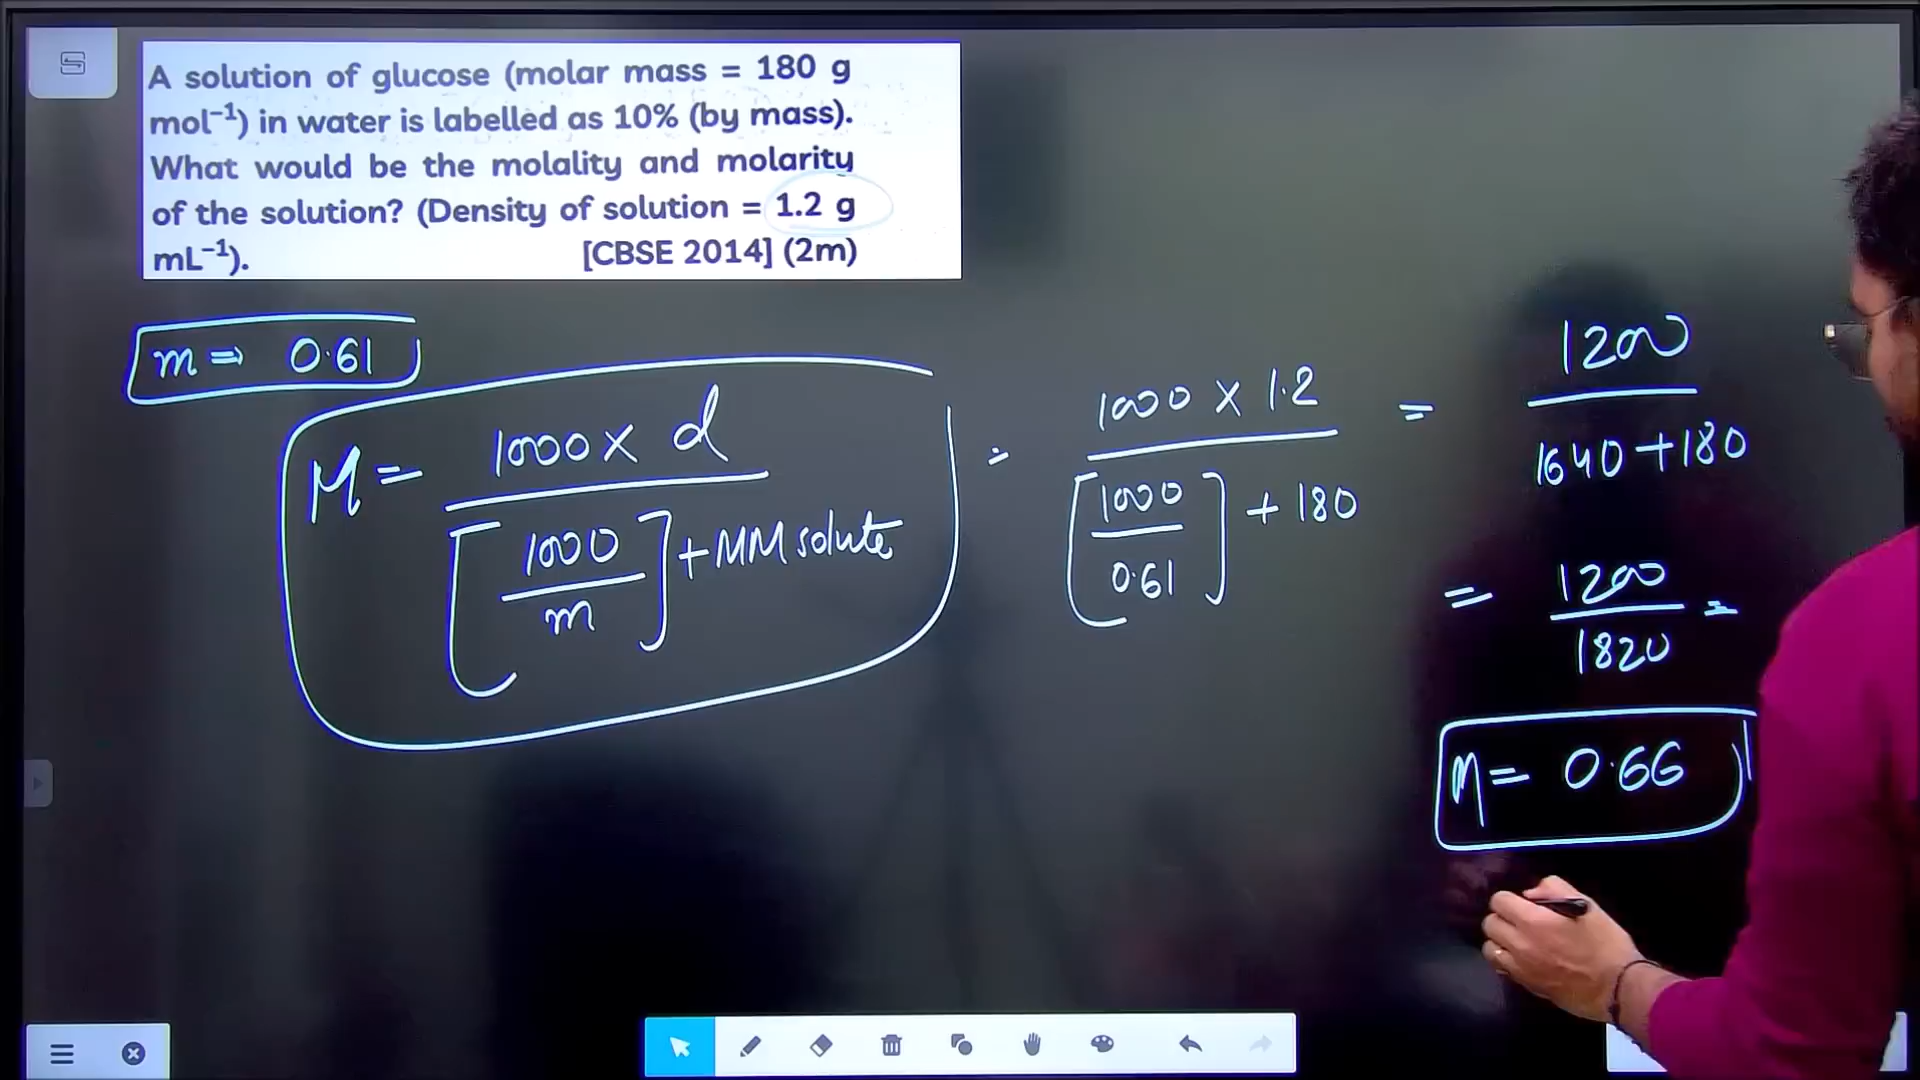 A solution of glucose (molar mass = 180 g
mol⁻¹) in water is labelled as 10% (by mass).
What would be the molality and molarity
of the solution? (Density of solution = 1.2 g
mL⁻¹). [CBSE 2014] (2m)
m ⇒ 0.61
M = 1000 x d / [1000 / m] + MM solute
= 1000 x 1.2 / [1000 / 0.61] + 180
= 1200 / 1640 + 180
= 1200 / 1820 =
M = 0.66